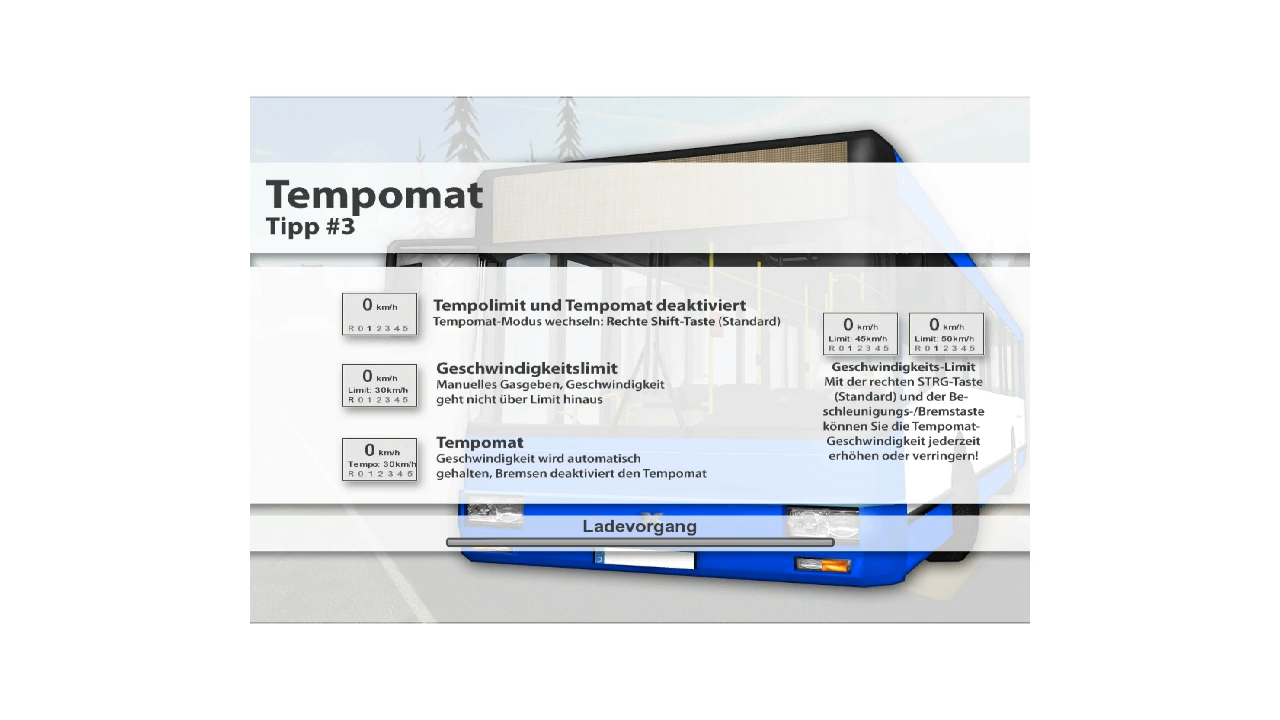 Tempomat
Tipp #3
0 km/h
R 0 1 2 3 4 5
Tempolimit und Tempomat deaktiviert
Tempomat-Modus wechseln: Rechte Shift-Taste (Standard)
0 km/h
Limit: 30km/h
R 0 1 2 3 4 5
Geschwindigkeitslimit
Manuelles Gasgeben, Geschwindigkeit
geht nicht über Limit hinaus
0 km/h
Tempo: 30km/h
R 0 1 2 3 4 5
Tempomat
Geschwindigkeit wird automatisch
gehalten, Bremsen deaktiviert den Tempomat
0 km/h
Limit: 45km/h
R 0 1 2 3 4 5
0 km/h
Limit: 50km/h
R 0 1 2 3 4 5
Geschwindigkeits-Limit
Mit der rechten STRG-Taste
(Standard) und der Be-
schleunigungs-/Bremstaste
können Sie die Tempomat-
Geschwindigkeit jederzeit
erhöhen oder verringern!
Ladevorgang